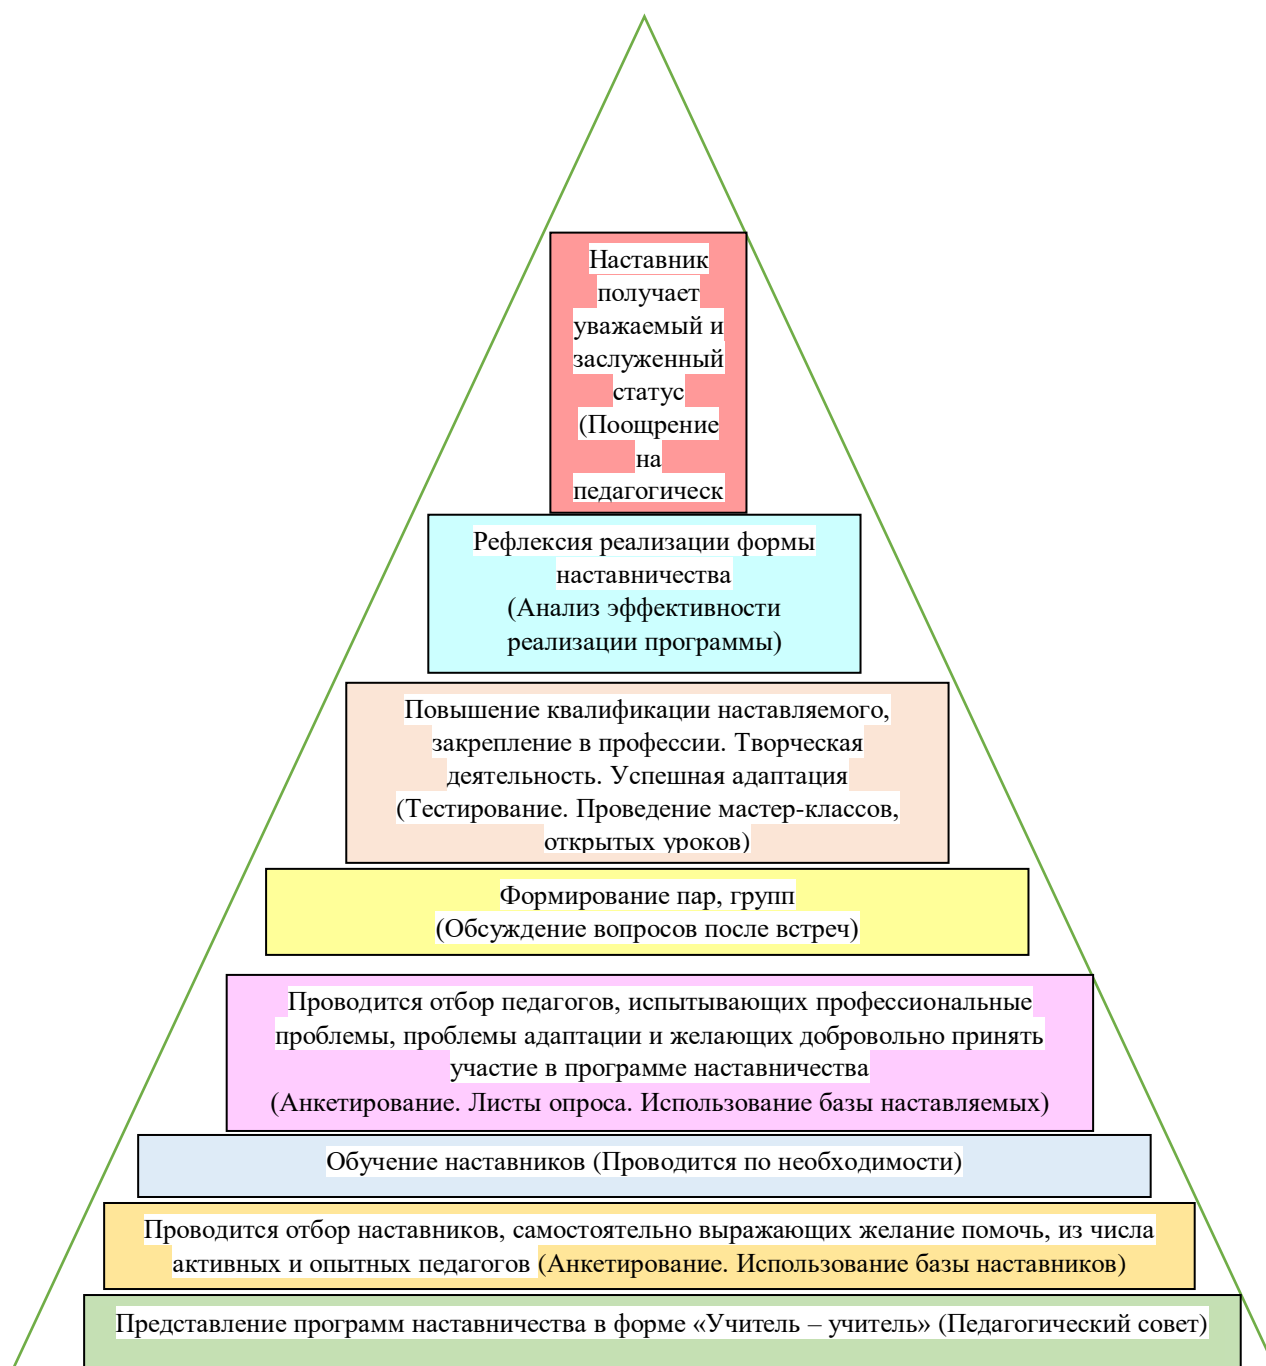 Наставник
получает
уважаемый и
заслуженный
статус
(Поощрение
на
педагогическ
Рефлексия реализации формы
наставничества
(Анализ эффективности
реализации программы)
Повышение квалификации наставляемого,
закрепление в профессии. Творческая
деятельность. Успешная адаптация
(Тестирование. Проведение мастер-классов,
открытых уроков)
Формирование пар, групп
(Обсуждение вопросов после встреч)
Проводится отбор педагогов, испытывающих профессиональные
проблемы, проблемы адаптации и желающих добровольно принять
участие в программе наставничества
(Анкетирование. Листы опроса. Использование базы наставляемых)
Обучение наставников (Проводится по необходимости)
Проводится отбор наставников, самостоятельно выражающих желание помочь, из числа
активных и опытных педагогов (Анкетирование. Использование базы наставников)
Представление программ наставничества в форме «Учитель – учитель» (Педагогический совет)